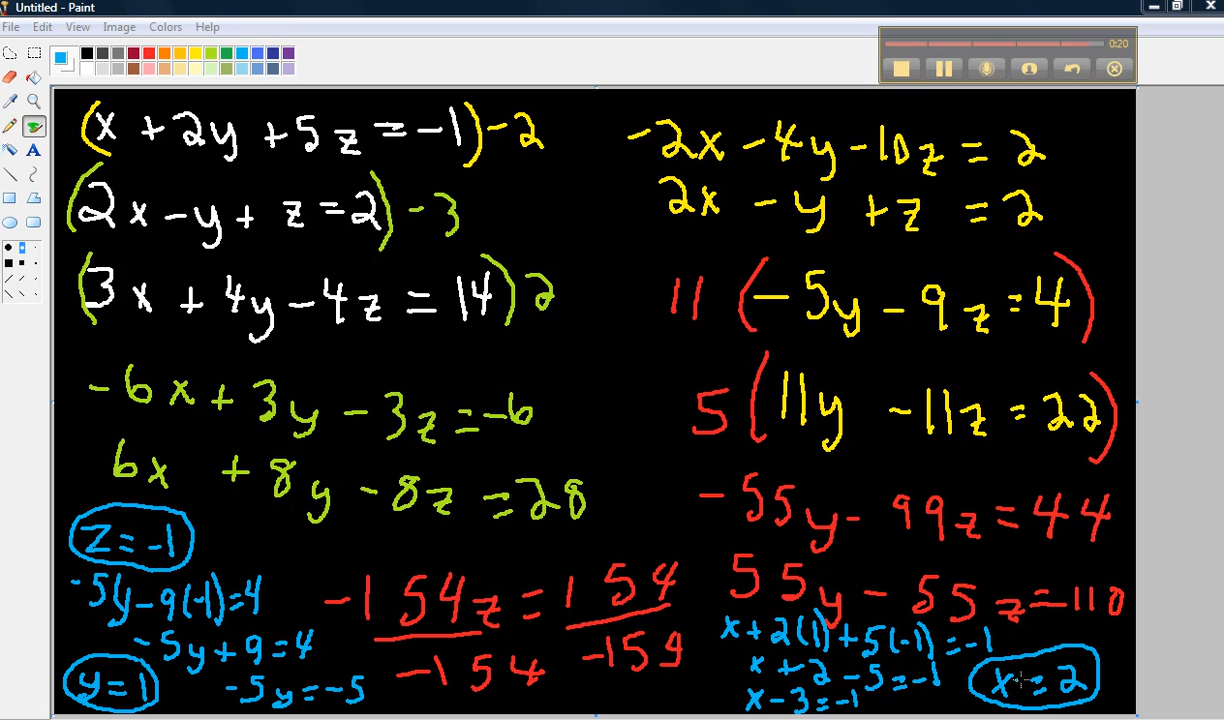 Untitled - Paint
File Edit View Image Colors Help
0:20
(x + 2y + 5z = -1) -2
(2x - y + z = 2) -3
(3x + 4y - 4z = 14) 2
-6x + 3y - 3z = -6
6x + 8y - 8z = 28
z = -1
-5(y - 9(-1) = 4
-5y + 9 = 4
-5y = -5
y = 1
-2x - 4y - 10z = 2
2x - y + z = 2
11 (-5y - 9z = 4)
5 (11y - 11z = 22)
-55y - 99z = 44
55y - 55z = 110
-154z = 154
-154 -159
x + 2(1) + 5(-1) = -1
x + 2 - 5 = -1
x - 3 = -1
x = 2